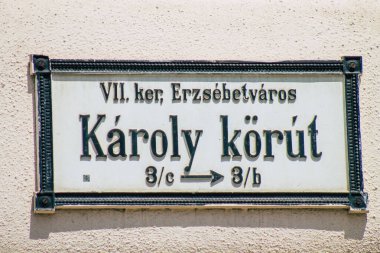 VII. ker, Erzsébetváros
Károly körút
3/c → 3/b